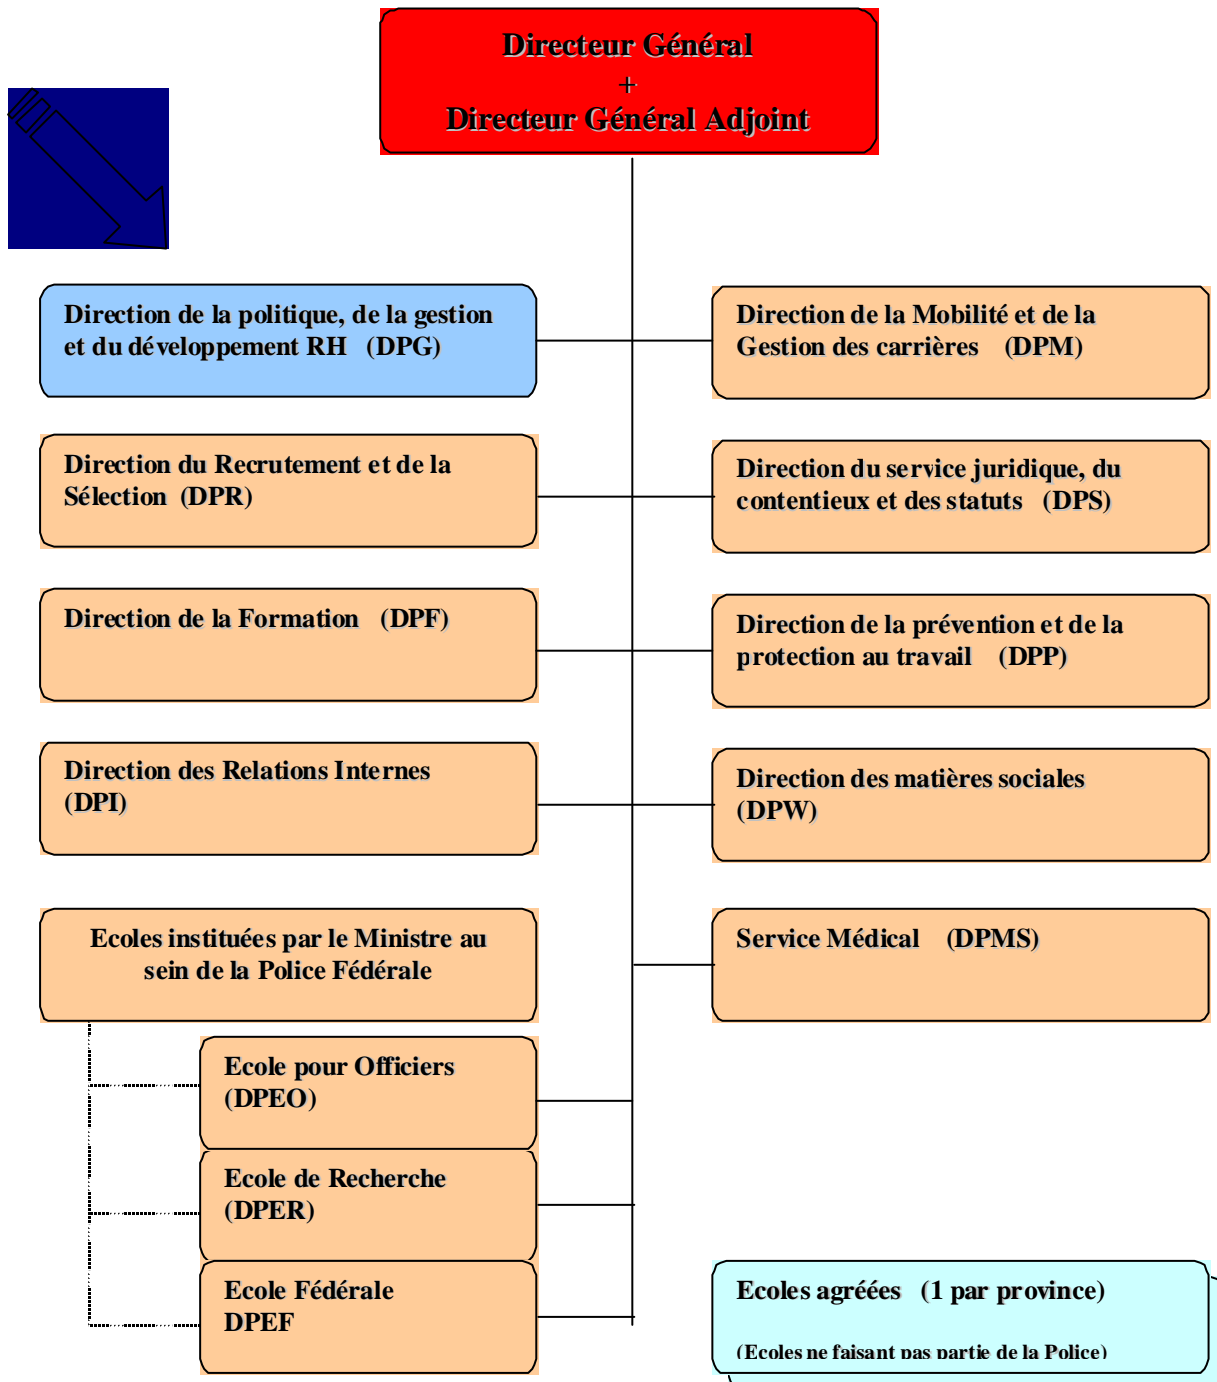 Directeur Général
+
Directeur Général Adjoint
Direction de la politique, de la gestion
et du développement RH (DPG)
Direction de la Mobilité et de la
Gestion des carrières (DPM)
Direction du Recrutement et de la
Sélection (DPR)
Direction du service juridique, du
contentieux et des statuts (DPS)
Direction de la Formation (DPF)
Direction de la prévention et de la
protection au travail (DPP)
Direction des Relations Internes
(DPI)
Direction des matières sociales
(DPW)
Ecoles instituées par le Ministre au
sein de la Police Fédérale
Service Médical (DPMS)
Ecole pour Officiers
(DPEO)
Ecole de Recherche
(DPER)
Ecole Fédérale
DPEF
Ecoles agréées (1 par province)
(Ecoles ne faisant pas partie de la Police)